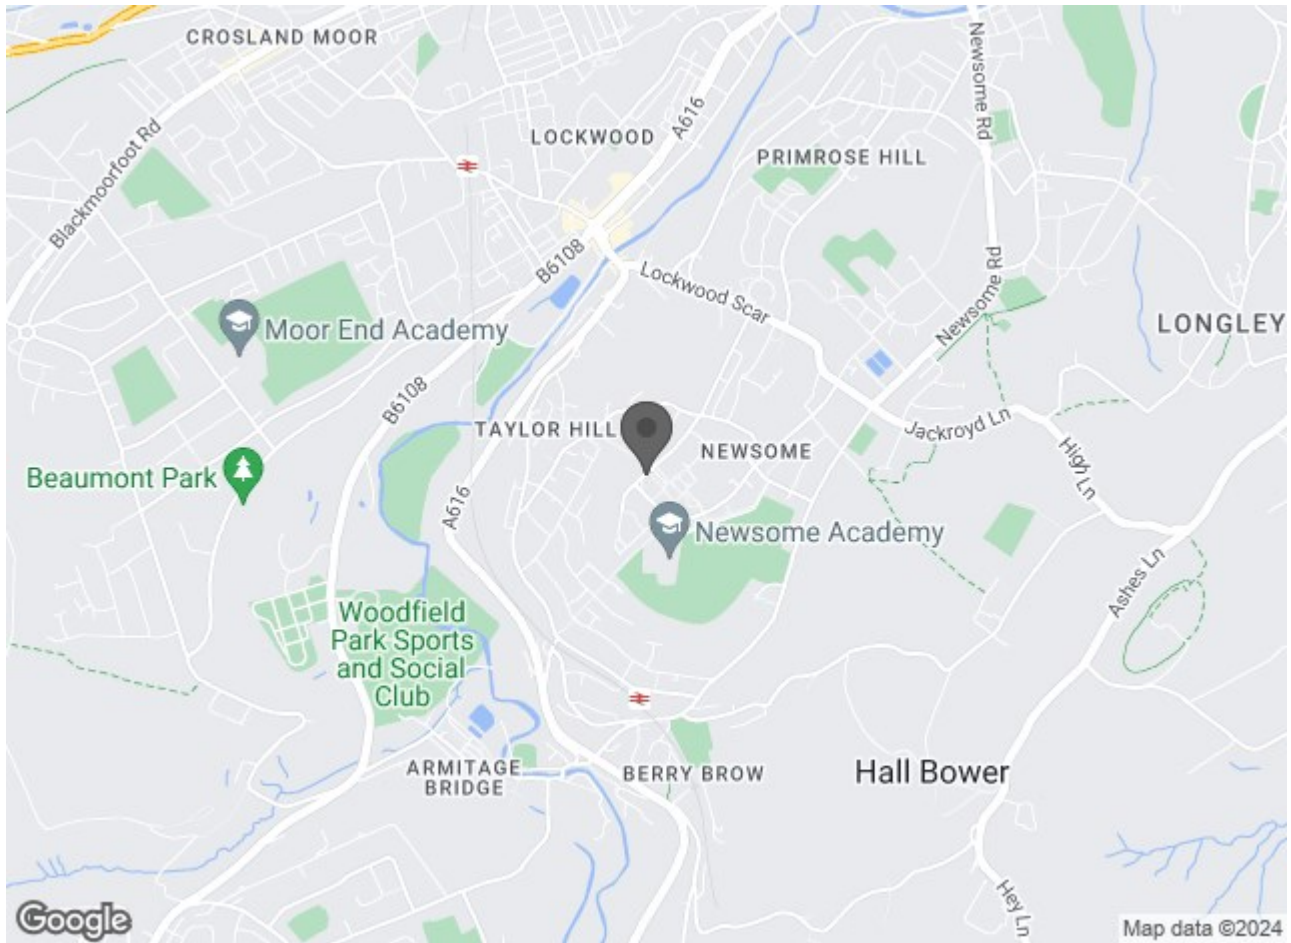 CROSLAND MOOR
Newsome Rd
A616
LOCKWOOD
PRIMROSE HILL
Blackmoorfoot Rd
B6108
Lockwood Scar
Newsome Rd
Newsome Rd
LONGLEY
Moor End Academy
B6108
TAYLOR HILL
Jackroyd Ln
NEWSOME
High Ln
Beaumont Park
A616
Newsome Academy
Ashes Ln
Woodfield
Park Sports
and Social
Club
ARMITAGE
BRIDGE
BERRY BROW
Hall Bower
Hey Ln
Google
Map data ©2024